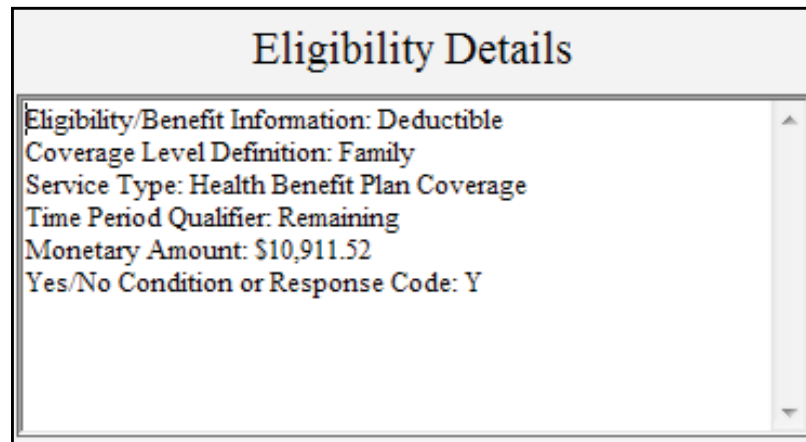 Eligibility Details
Eligibility/Benefit Information: Deductible
Coverage Level Definition: Family
Service Type: Health Benefit Plan Coverage
Time Period Qualifier: Remaining
Monetary Amount: $10,911.52
Yes/No Condition or Response Code: Y